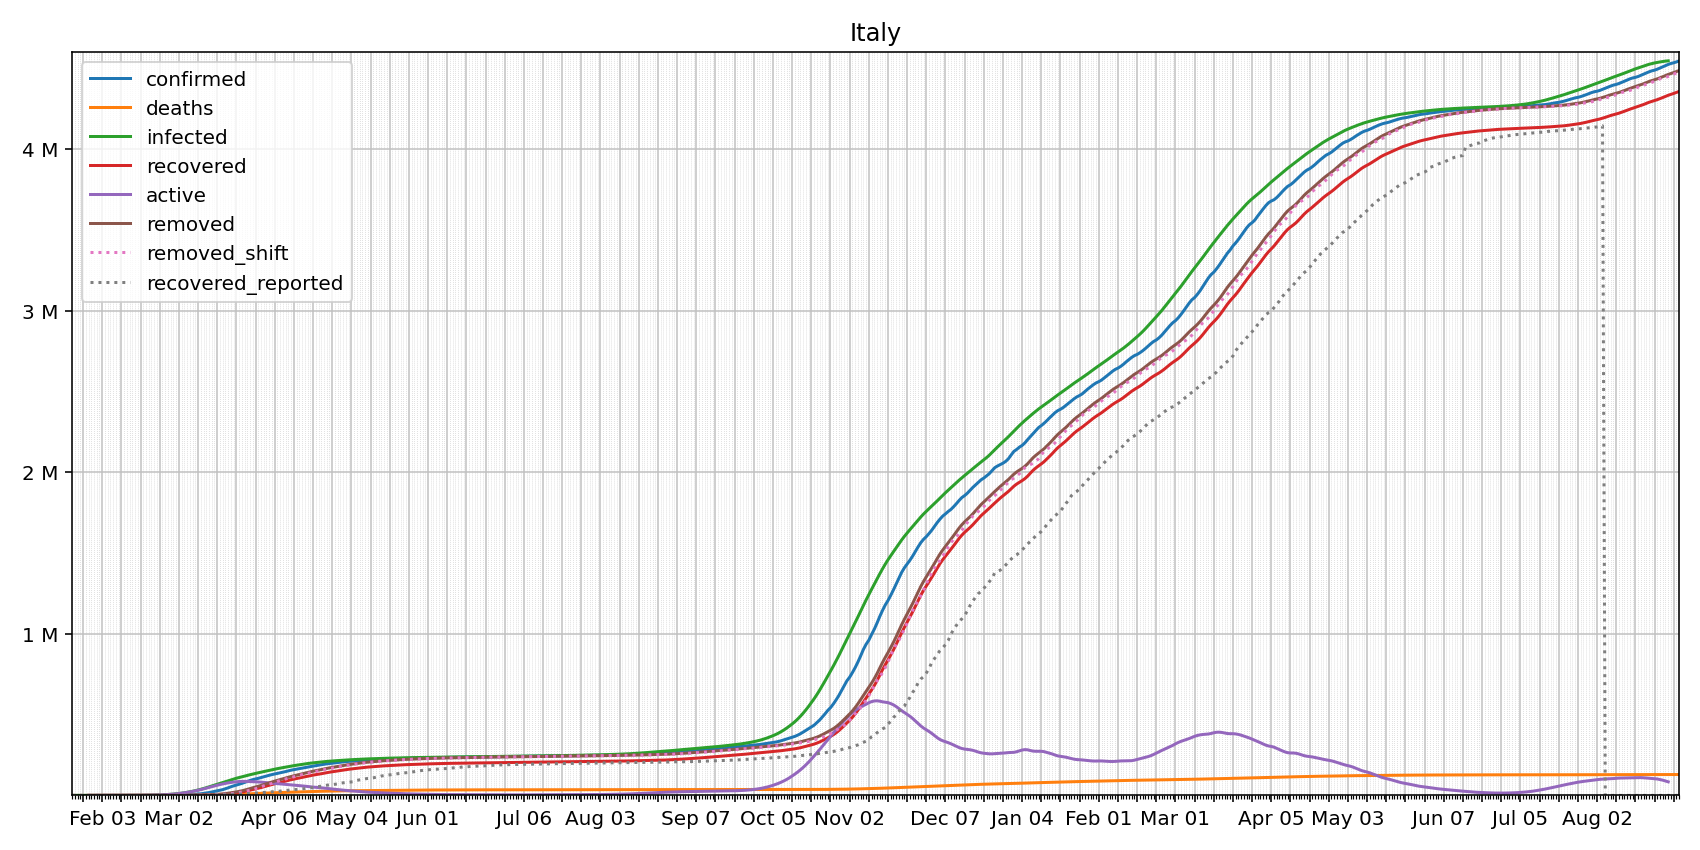 Italy
confirmed
deaths
infected
recovered
active
removed
removed_shift
recovered_reported
4 M
3 M
2 M
1 M
Feb 03 Mar 02 Apr 06 May 04 Jun 01 Jul 06 Aug 03 Sep 07 Oct 05 Nov 02 Dec 07 Jan 04 Feb 01 Mar 01 Apr 05 May 03 Jun 07 Jul 05 Aug 02